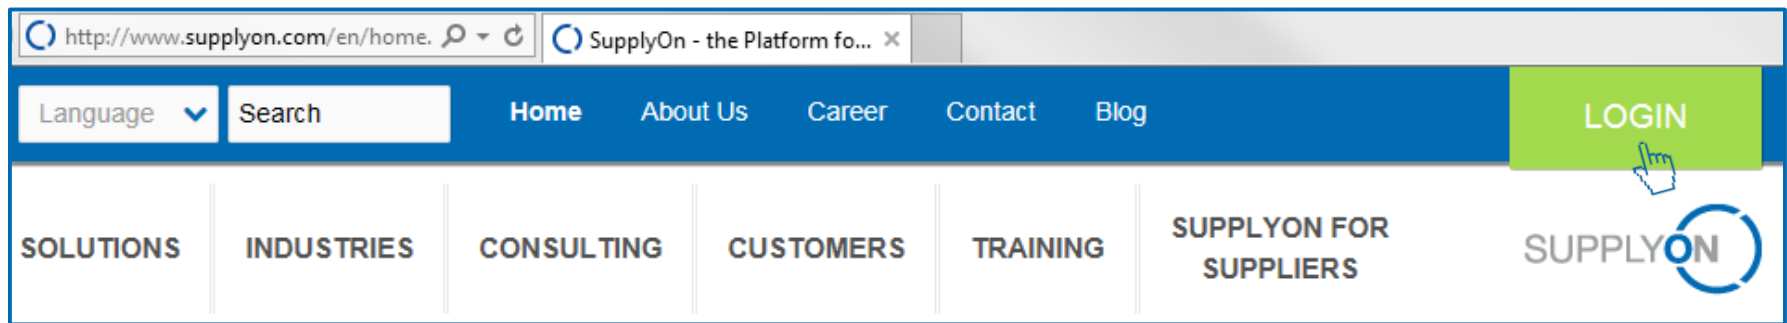 http://www.supplyon.com/en/home. SupplyOn - the Platform fo...
Language Search Home About Us Career Contact Blog LOGIN
SOLUTIONS INDUSTRIES CONSULTING CUSTOMERS TRAINING SUPPLYON FOR
SUPPLIERS SUPPLYON